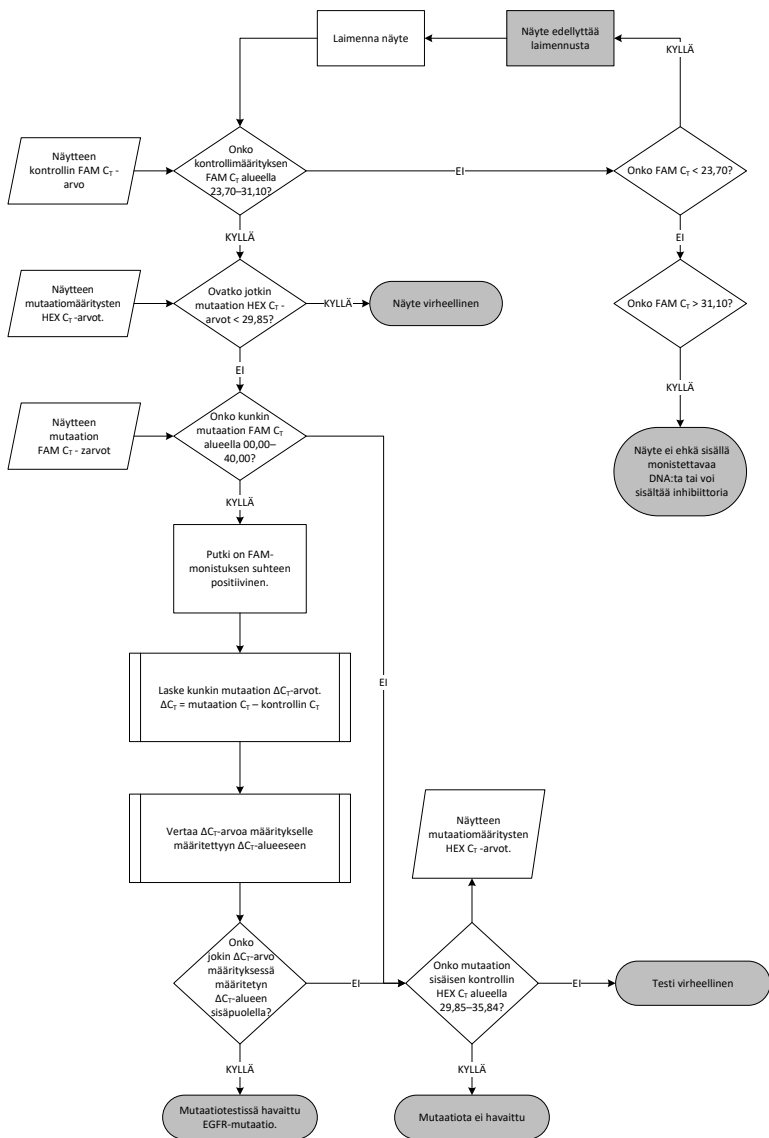 Laimenna näyte
Näyte edellyttää
laimennusta
KYLLÄ
Näytteen
kontrollin FAM CT -
arvo
Onko
kontrollimäärityksen
FAM CT alueella
23,70–31,10?
EI
Onko FAM CT < 23,70?
KYLLÄ
EI
Näytteen
mutaatiomääritysten
HEX CT -arvot.
Ovatko jotkin
mutaation HEX CT -
arvot < 29,85?
KYLLÄ
Näyte virheellinen
Onko FAM CT > 31,10?
EI
KYLLÄ
Näytteen
mutaation
FAM CT - zarvot
Onko kunkin
mutaation FAM CT
alueella 00,00–
40,00?
Näyte ei ehkä sisällä
monistettavaa
DNA:ta tai voi
sisältää inhibiittoria
KYLLÄ
Putki on FAM-
monistuksen suhteen
positiivinen.
EI
Laske kunkin mutaation ΔCT-arvot.
ΔCT = mutaation CT – kontrollin CT
Vertaa ΔCT-arvoa määritykselle
määritettyyn ΔCT-alueeseen
Näytteen
mutaatiomääritysten
HEX CT -arvot.
Onko
jokin ΔCT-arvo
määrityksessä
määritetyn
ΔCT-alueen
sisäpuolella?
EI
Onko mutaation
sisäisen kontrollin
HEX CT alueella
29,85–35,84?
EI
Testi virheellinen
KYLLÄ
KYLLÄ
Mutaatiotestissä havaittu
EGFR-mutaatio.
Mutaatiota ei havaittu